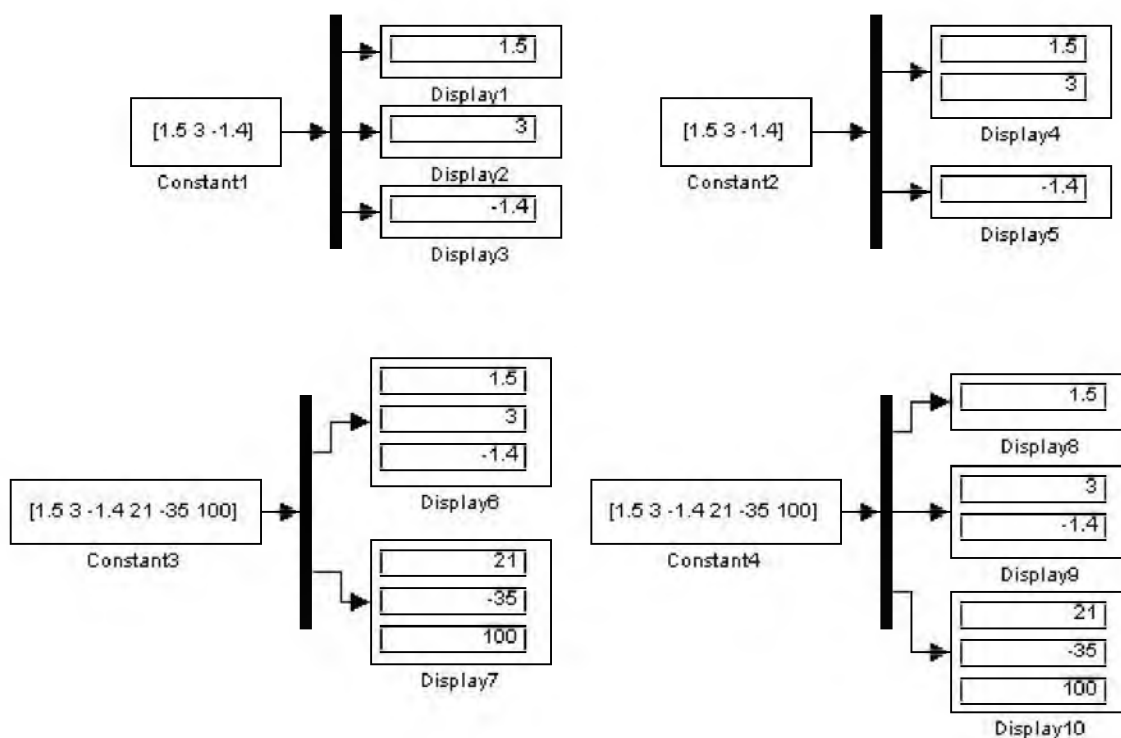 1.5
Display1
[1.5 3 -1.4]
Constant1
3
Display2
-1.4
Display3
1.5
3
Display4
[1.5 3 -1.4]
Constant2
-1.4
Display5
1.5
3
-1.4
Display6
[1.5 3 -1.4 21 -35 100]
Constant3
21
-35
100
Display7
1.5
Display8
3
-1.4
Display9
[1.5 3 -1.4 21 -35 100]
Constant4
21
-35
100
Display10